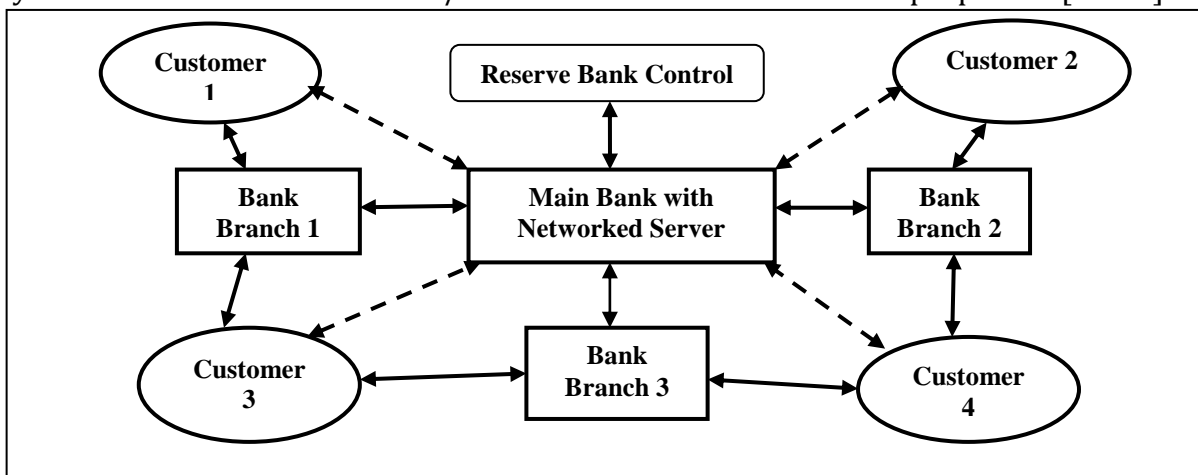 Customer
1
Reserve Bank Control
Customer 2
Bank
Branch 1
Main Bank with
Networked Server
Bank
Branch 2
Customer
3
Bank
Branch 3
Customer
4